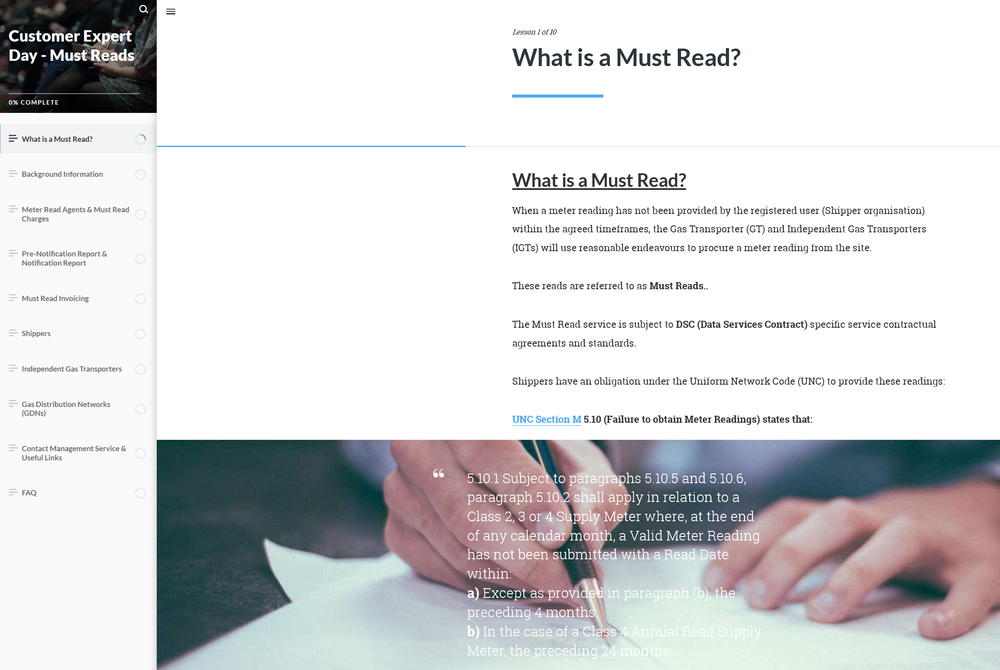 Customer Expert
Day - Must Reads
0% COMPLETE
What is a Must Read?
Background Information
Meter Read Agents & Must Read
Charges
Pre-Notification Report &
Notification Report
Must Read Invoicing
Shippers
Independent Gas Transporters
Gas Distribution Networks
(GDNs)
Contact Management Service &
Useful Links
FAQ
Lesson 1 of 10
What is a Must Read?
What is a Must Read?
When a meter reading has not been provided by the registered user (Shipper organisation)
within the agreed timeframes, the Gas Transporter (GT) and Independent Gas Transporters
(IGTs) will use reasonable endeavours to procure a meter reading from the site.
These reads are referred to as Must Reads..
The Must Read service is subject to DSC (Data Services Contract) specific service contractual
agreements and standards.
Shippers have an obligation under the Uniform Network Code (UNC) to provide these readings:
UNC Section M 5.10 (Failure to obtain Meter Readings) states that:
“ 5.10.1 Subject to paragraphs 5.10.5 and 5.10.6,
paragraph 5.10.2 shall apply in relation to a
Class 2, 3 or 4 Supply Meter where, at the end
of any calendar month, a Valid Meter Reading
has not been submitted with a Read Date
within:
a) Except as provided in paragraph (b), the
preceding 4 months.
b) In the case of a Class 4 Annual Read Supply
Meter, the preceding 24 months..